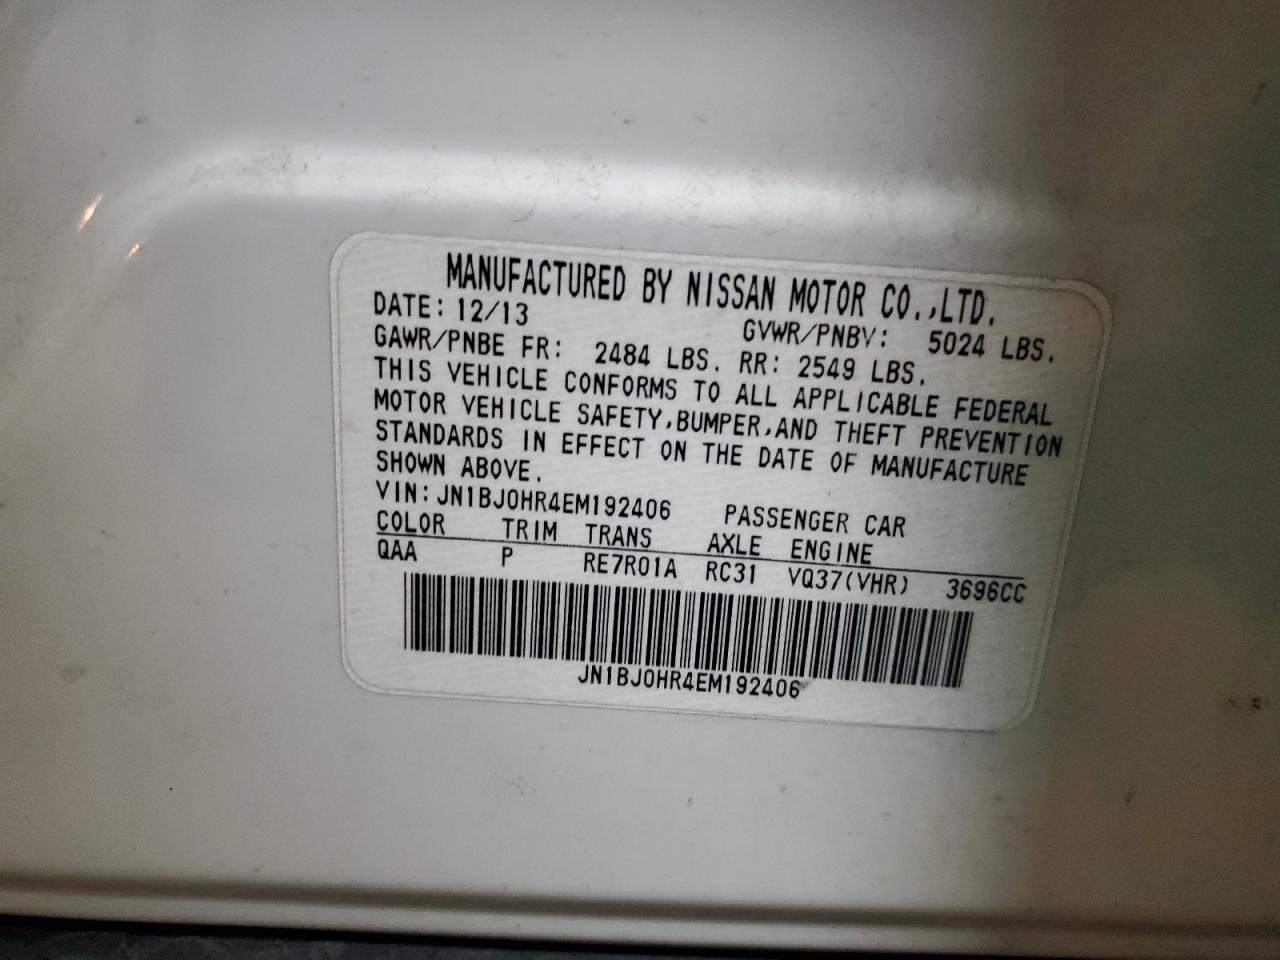 MANUFACTURED BY NISSAN MOTOR CO.,LTD.
DATE: 12/13 GVWR/PNBV: 5024 LBS.
GAWR/PNBE FR: 2484 LBS. RR: 2549 LBS.
THIS VEHICLE CONFORMS TO ALL APPLICABLE FEDERAL
MOTOR VEHICLE SAFETY,BUMPER,AND THEFT PREVENTION
STANDARDS IN EFFECT ON THE DATE OF MANUFACTURE
SHOWN ABOVE.
VIN:JN1BJ0HR4EM192406 PASSENGER CAR
COLOR TRIM TRANS AXLE ENGINE
QAA P RE7R01A RC31 VQ37(VHR) 3696CC
JN1BJ0HR4EM192406